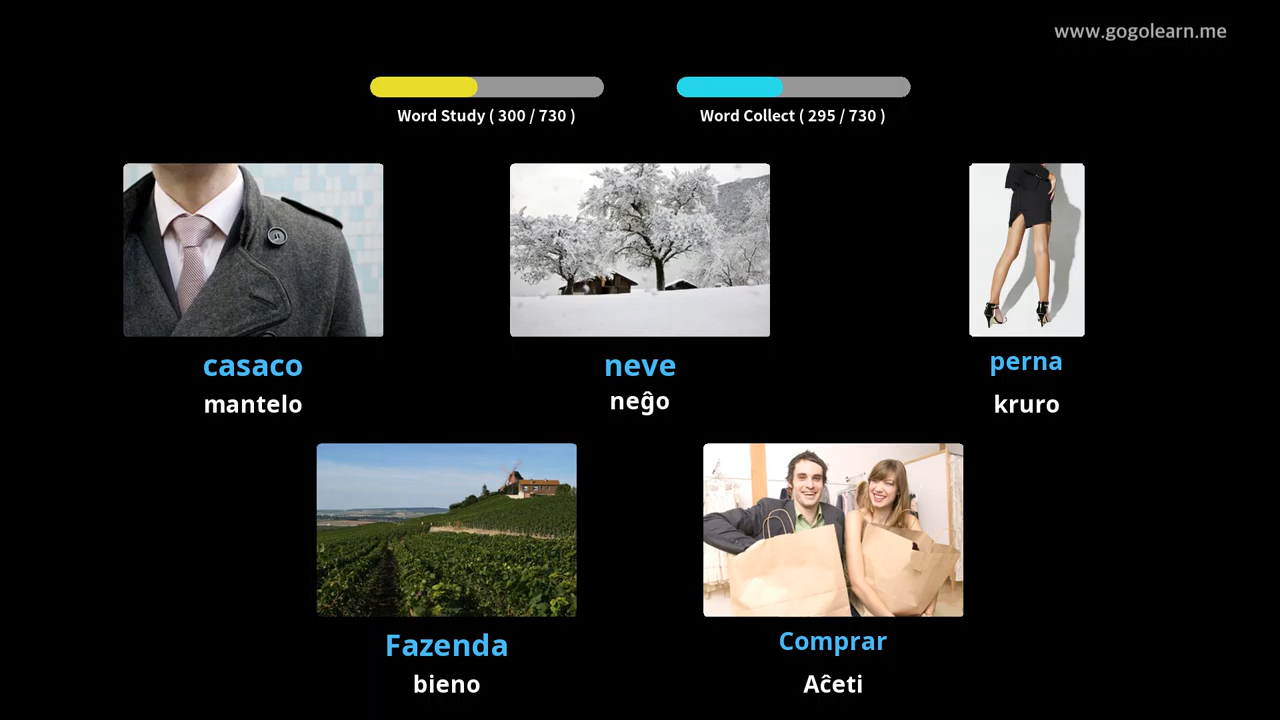 www.gogolearn.me
Word Study ( 300 / 730 )
Word Collect ( 295 / 730 )
casaco
neve
perna
mantelo
neĝo
kruro
Fazenda
Comprar
bieno
Aĉeti